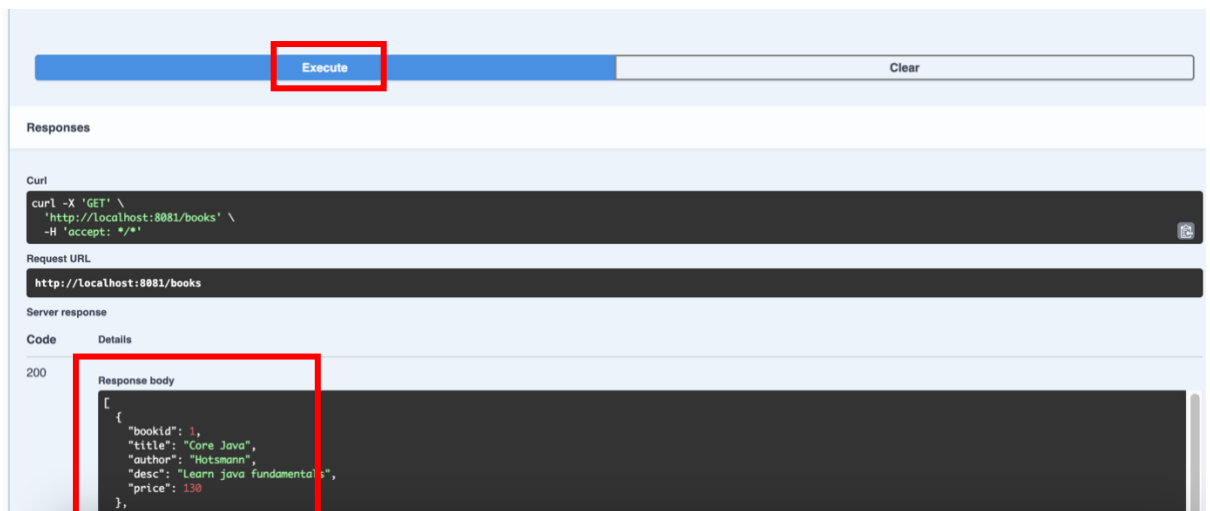 Execute
Clear
Responses
Curl
curl -X 'GET' \
'http://localhost:8081/books' \
-H 'accept: */*'
Request URL
http://localhost:8081/books
Server response
Code Details
200
Response body
[
{
"bookid": 1,
"title": "Core Java",
"author": "Hotsmann",
"desc": "Learn java fundamentals",
"price": 130
},